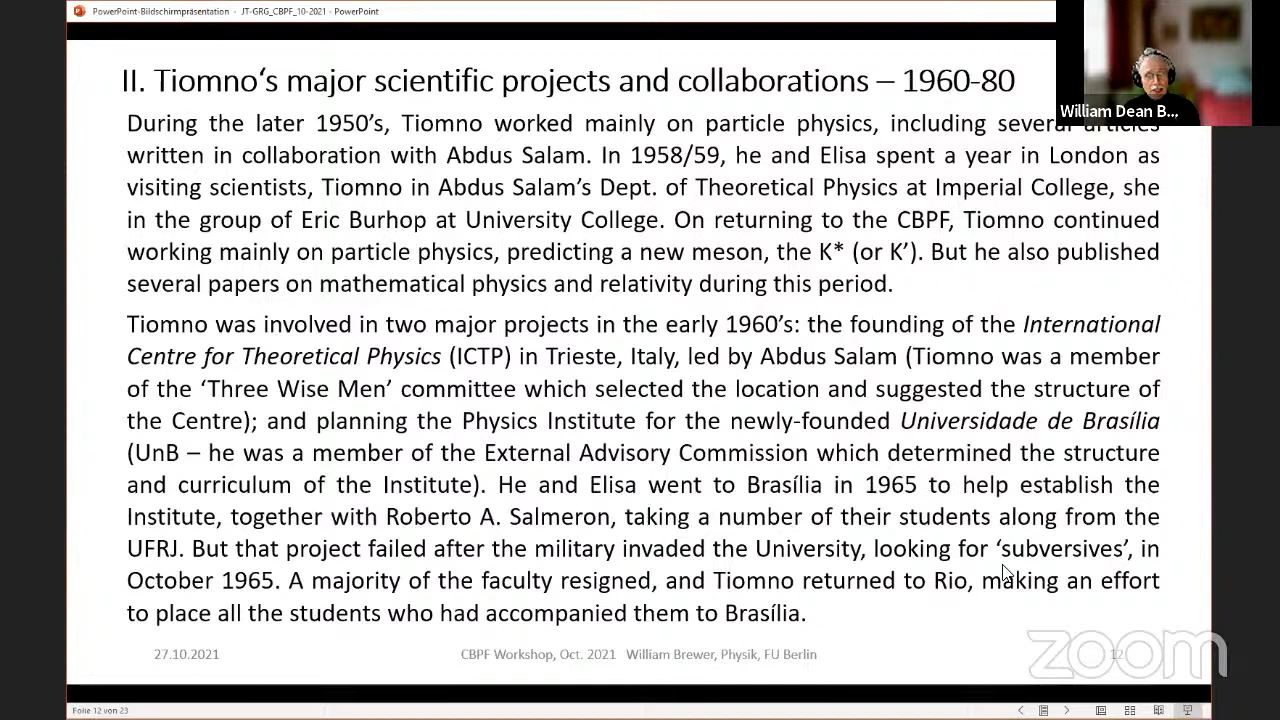 PowerPoint-Bildschirmpräsentation - JT-GRG_CBPF_10-2021 - PowerPoint
William Dean B...
II. Tiomno‘s major scientific projects and collaborations – 1960-80
During the later 1950’s, Tiomno worked mainly on particle physics, including several articles
written in collaboration with Abdus Salam. In 1958/59, he and Elisa spent a year in London as
visiting scientists, Tiomno in Abdus Salam’s Dept. of Theoretical Physics at Imperial College, she
in the group of Eric Burhop at University College. On returning to the CBPF, Tiomno continued
working mainly on particle physics, predicting a new meson, the K* (or K’). But he also published
several papers on mathematical physics and relativity during this period.
Tiomno was involved in two major projects in the early 1960’s: the founding of the International
Centre for Theoretical Physics (ICTP) in Trieste, Italy, led by Abdus Salam (Tiomno was a member
of the ‘Three Wise Men’ committee which selected the location and suggested the structure of
the Centre); and planning the Physics Institute for the newly-founded Universidade de Brasília
(UnB – he was a member of the External Advisory Commission which determined the structure
and curriculum of the Institute). He and Elisa went to Brasília in 1965 to help establish the
Institute, together with Roberto A. Salmeron, taking a number of their students along from the
UFRJ. But that project failed after the military invaded the University, looking for ‘subversives’, in
October 1965. A majority of the faculty resigned, and Tiomno returned to Rio, making an effort
to place all the students who had accompanied them to Brasília.
27.10.2021 CBPF Workshop, Oct. 2021 William Brewer, Physik, FU Berlin 12
zoom
Folie 12 von 23